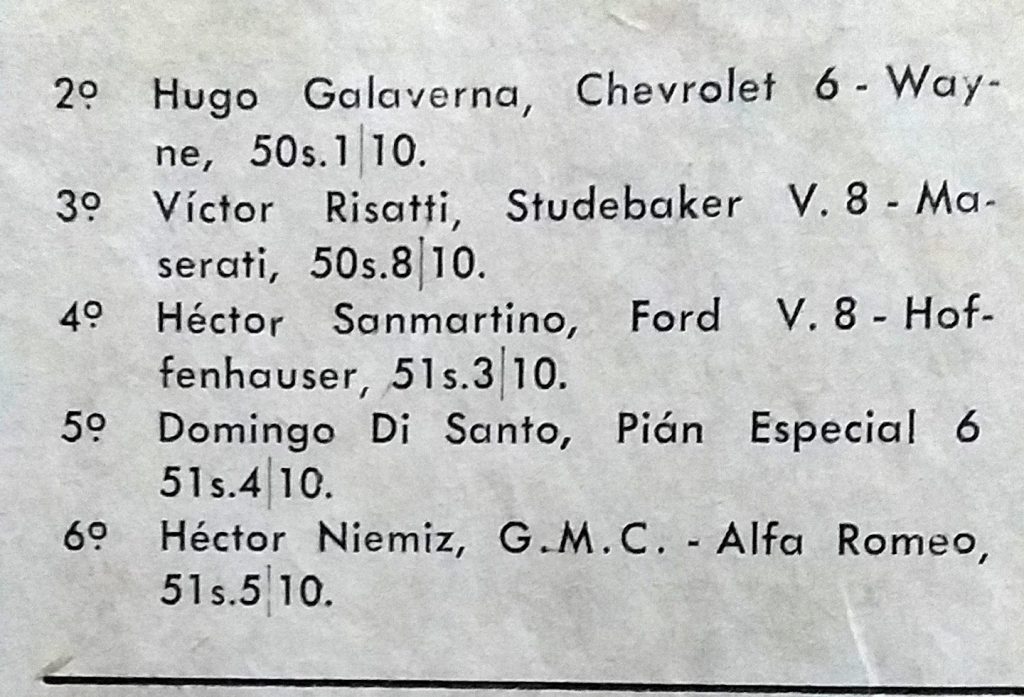 2º Hugo Galaverna, Chevrolet 6 - Way-
ne, 50s.1|10.
3º Víctor Risatti, Studebaker V. 8 - Ma-
serati, 50s.8|10.
4º Héctor Sanmartino, Ford V. 8 - Hof-
fenhauser, 51s.3|10.
5º Domingo Di Santo, Pián Especial 6
51s.4|10.
6º Héctor Niemiz, G.M.C. - Alfa Romeo,
51s.5|10.